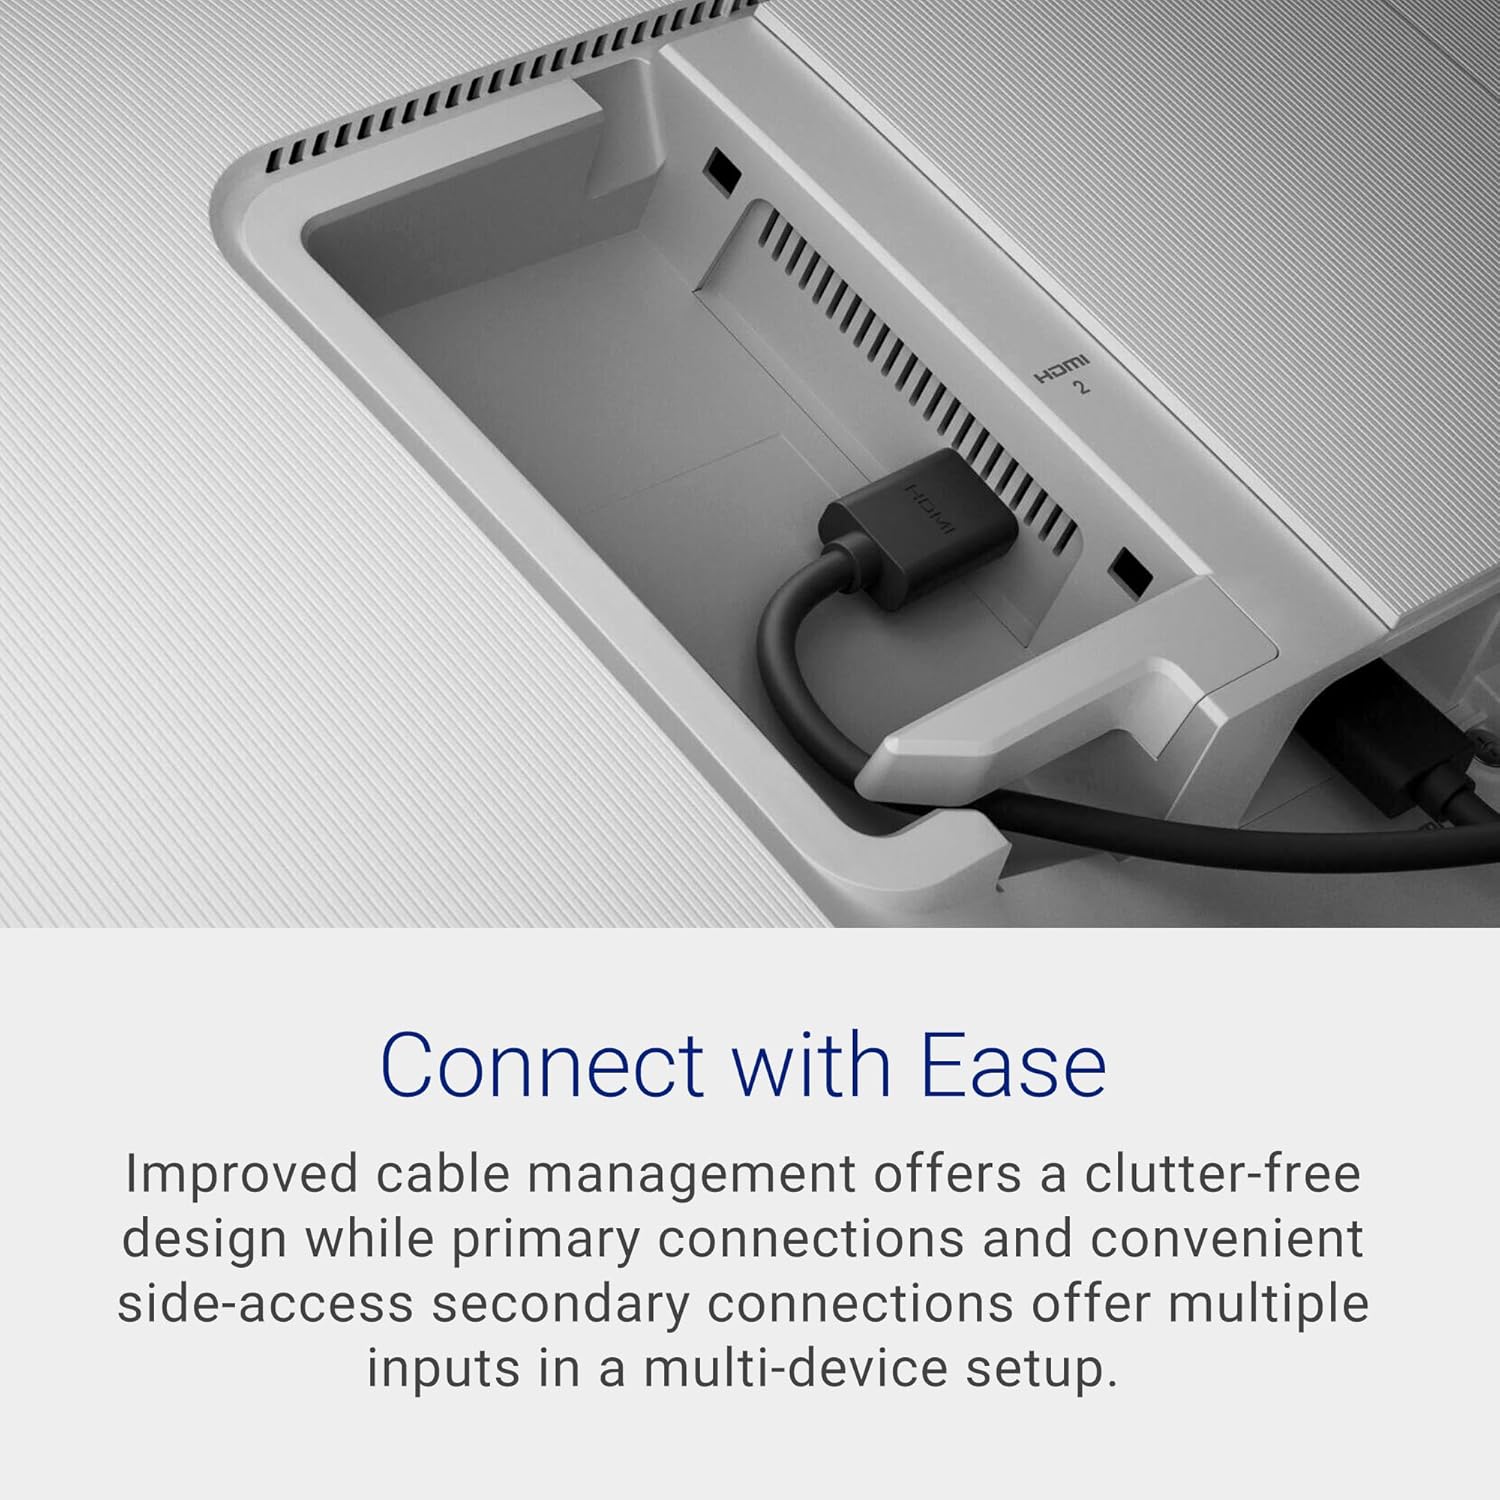 HDMI
2
HDMI
Connect with Ease
Improved cable management offers a clutter-free
design while primary connections and convenient
side-access secondary connections offer multiple
inputs in a multi-device setup.